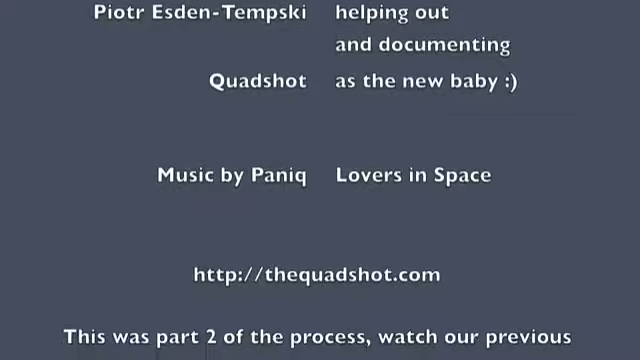 Piotr Esden-Tempski helping out
and documenting
Quadshot as the new baby :)
Music by Paniq Lovers in Space
http://thequadshot.com
This was part 2 of the process, watch our previous